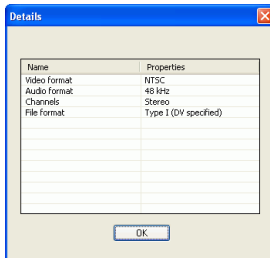 Details
Name Properties
Video format NTSC
Audio format 48 kHz
Channels Stereo
File format Type I (DV specified)
OK